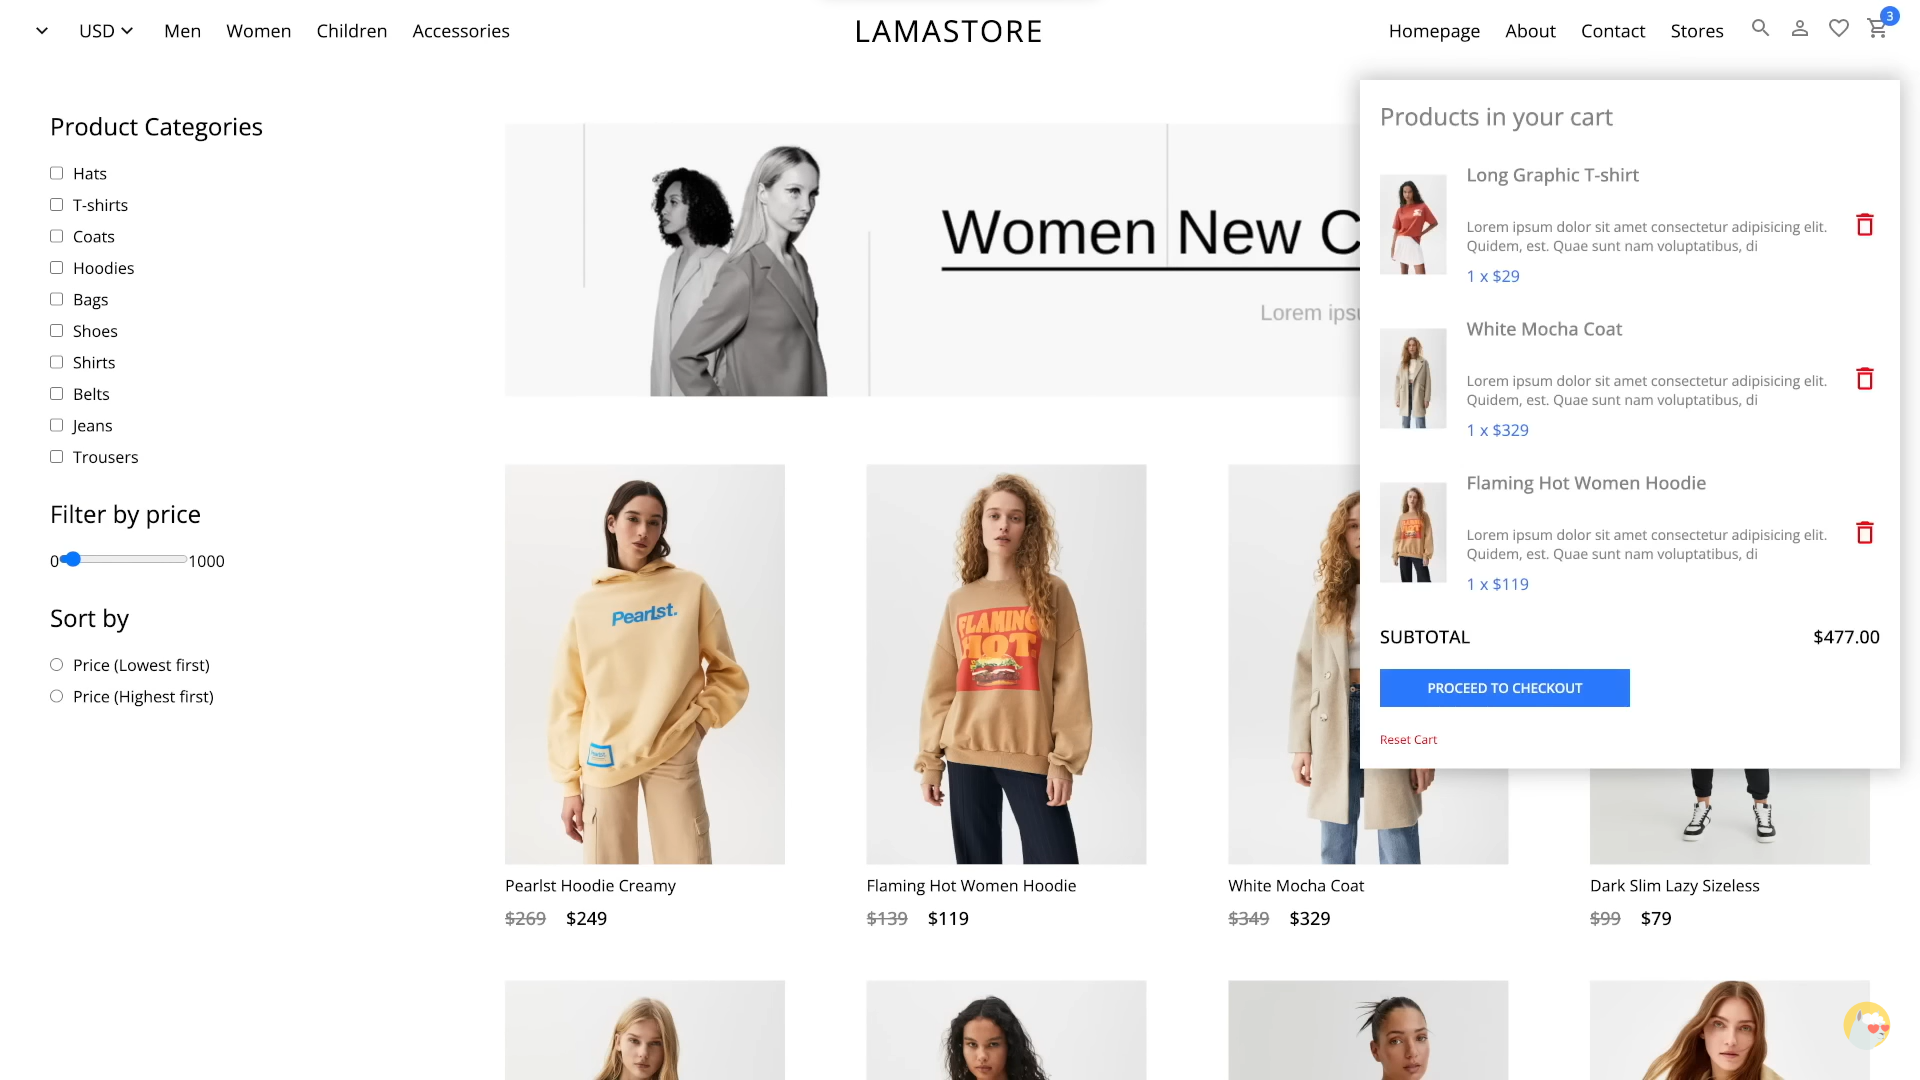 USD
Men
Women
Children
Accessories
LAMASTORE
Homepage
About
Contact
Stores
3
Product Categories
Hats
T-shirts
Coats
Hoodies
Bags
Shoes
Shirts
Belts
Jeans
Trousers
Filter by price
0
1000
Sort by
Price (Lowest first)
Price (Highest first)
Women New C
Lorem ipsu
Products in your cart
Long Graphic T-shirt
Lorem ipsum dolor sit amet consectetur adipisicing elit.
Quidem, est. Quae sunt nam voluptatibus, di
1 x $29
White Mocha Coat
Lorem ipsum dolor sit amet consectetur adipisicing elit.
Quidem, est. Quae sunt nam voluptatibus, di
1 x $329
Flaming Hot Women Hoodie
Lorem ipsum dolor sit amet consectetur adipisicing elit.
Quidem, est. Quae sunt nam voluptatibus, di
1 x $119
SUBTOTAL
$477.00
PROCEED TO CHECKOUT
Reset Cart
Pearlst.
FLAMING
HOT
Pearlst Hoodie Creamy
$269 $249
Flaming Hot Women Hoodie
$139 $119
White Mocha Coat
$349 $329
Dark Slim Lazy Sizeless
$99 $79